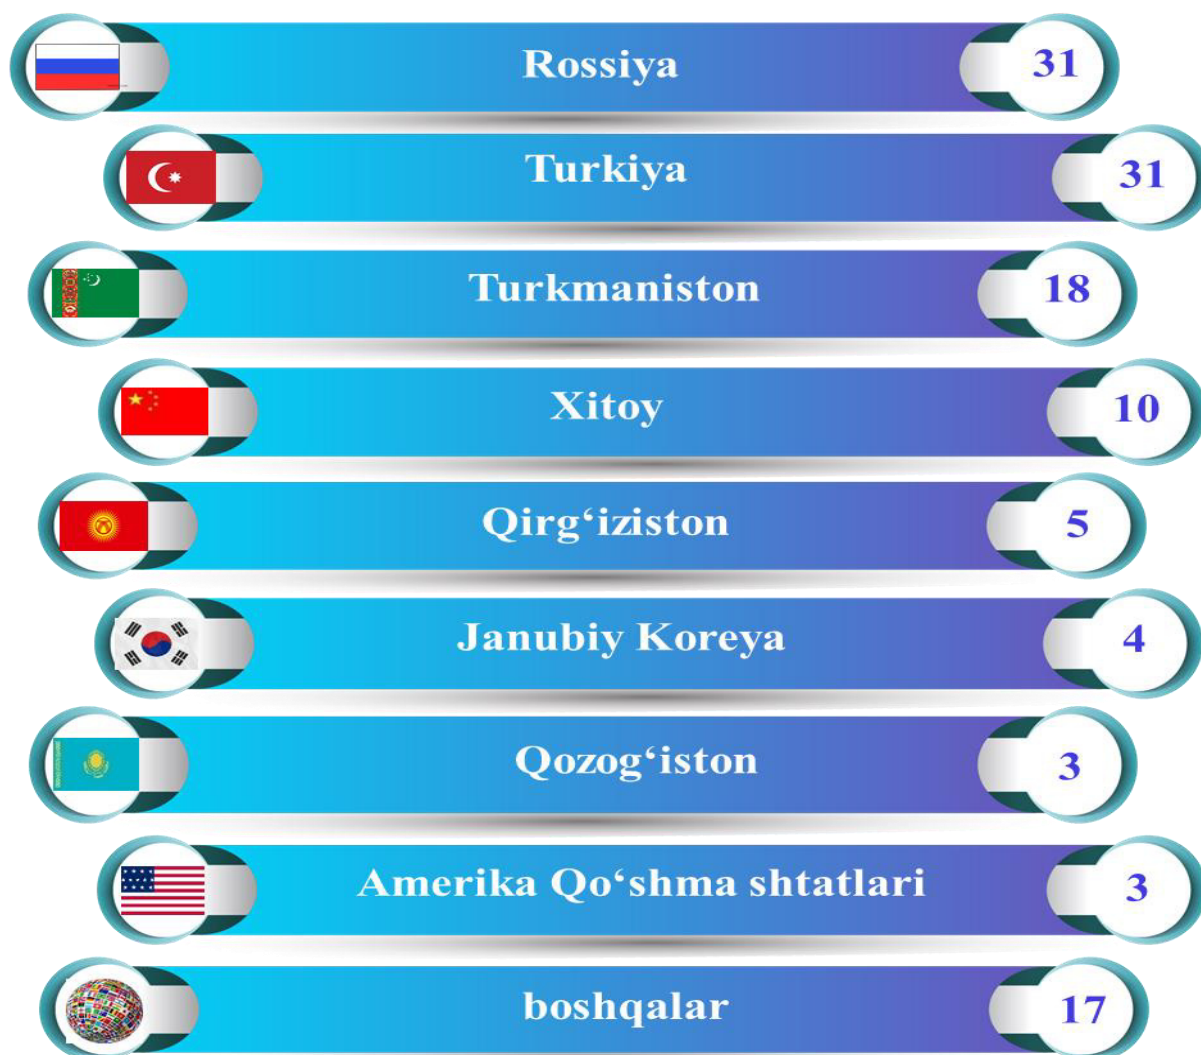 Rossiya 31
Turkiya 31
Turkmaniston 18
Xitoy 10
Qirg‘iziston 5
Janubiy Koreya 4
Qozog‘iston 3
Amerika Qo‘shma shtatlari 3
boshqalar 17